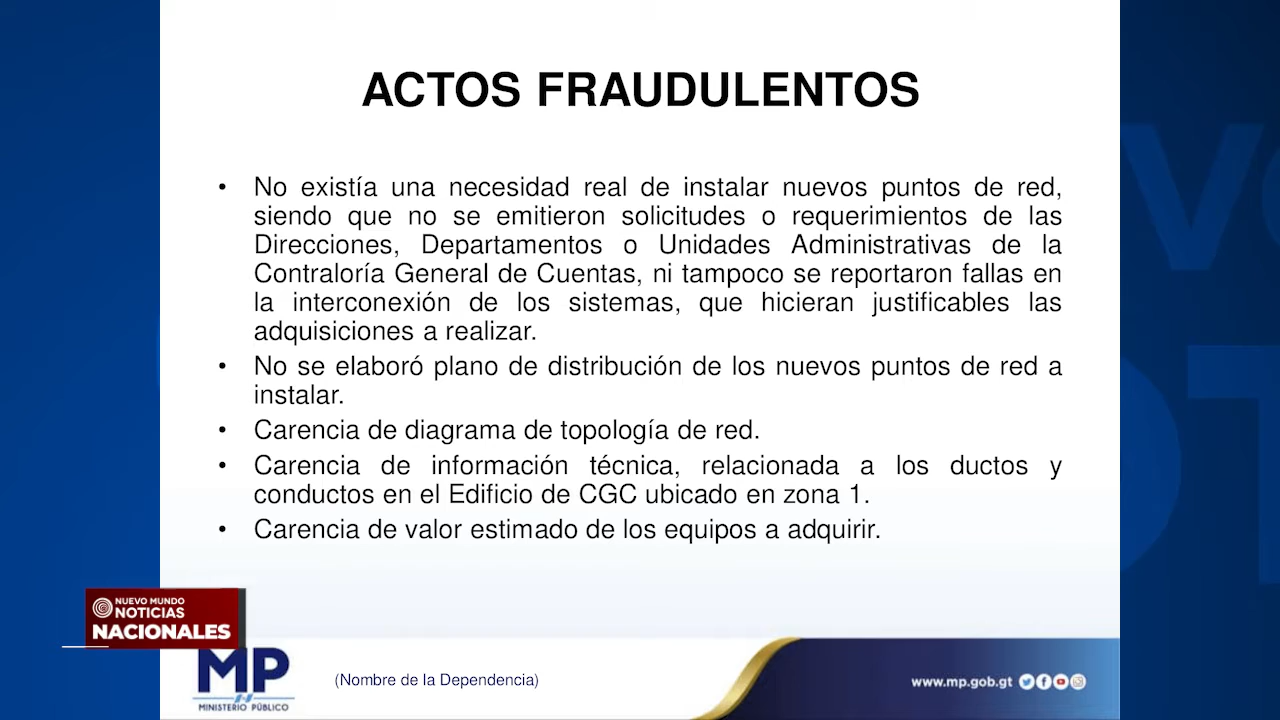 ACTOS FRAUDULENTOS
• No existía una necesidad real de instalar nuevos puntos de red,
siendo que no se emitieron solicitudes o requerimientos de las
Direcciones, Departamentos o Unidades Administrativas de la
Contraloría General de Cuentas, ni tampoco se reportaron fallas en
la interconexión de los sistemas, que hicieran justificables las
adquisiciones a realizar.
• No se elaboró plano de distribución de los nuevos puntos de red a
instalar.
• Carencia de diagrama de topología de red.
• Carencia de información técnica, relacionada a los ductos y
conductos en el Edificio de CGC ubicado en zona 1.
• Carencia de valor estimado de los equipos a adquirir.
NUEVO MUNDO
NOTICIAS
NACIONALES
MP
MINISTERIO PÚBLICO
(Nombre de la Dependencia)
www.mp.gob.gt